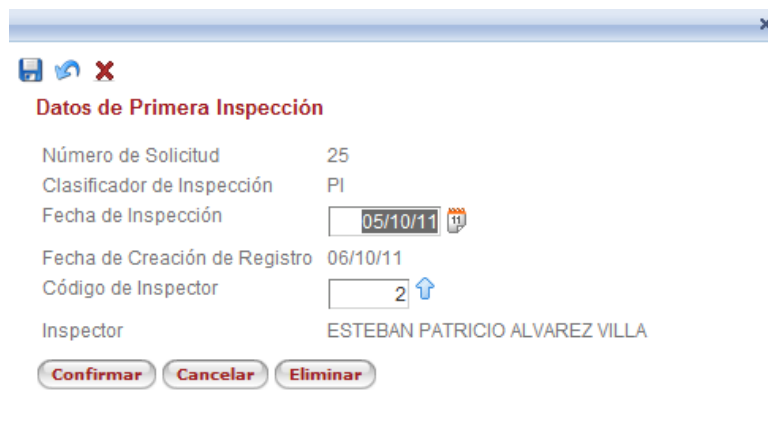 Datos de Primera Inspección
Número de Solicitud 25
Clasificador de Inspección PI
Fecha de Inspección 05/10/11 11
Fecha de Creación de Registro 06/10/11
Código de Inspector 2
Inspector ESTEBAN PATRICIO ALVAREZ VILLA
Confirmar Cancelar Eliminar